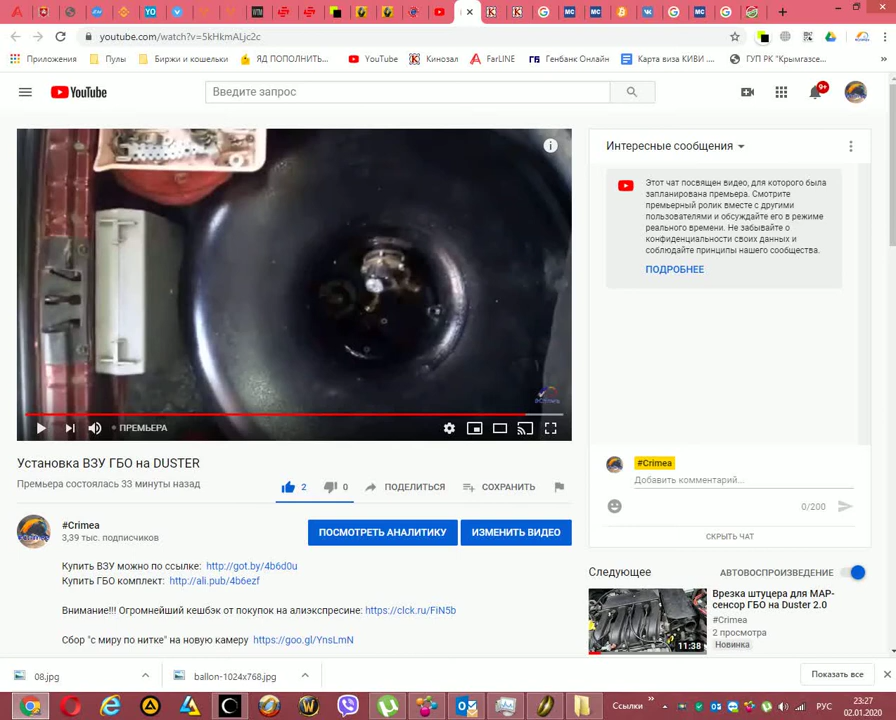 youtube.com/watch?v=5kHkmALjc2c
Приложения
Пулы
Биржи и кошельки
ЯД ПОПОЛНИТЬ...
YouTube
Кинозал
FarLINE
Генбанк Онлайн
Карта виза КИВИ ....
ГУП РК "Крымгазсе...
YouTube
Введите запрос
9+
ПРЕМЬЕРА
Установка ВЗУ ГБО на DUSTER
Премьера состоялась 33 минуты назад
2
0
ПОДЕЛИТЬСЯ
СОХРАНИТЬ
#Crimea
3,39 тыс. подписчиков
ПОСМОТРЕТЬ АНАЛИТИКУ
ИЗМЕНИТЬ ВИДЕО
Купить ВЗУ можно по ссылке: http://got.by/4b6d0u
Купить ГБО комплект: http://ali.pub/4b6ezf
Внимание!!! Огромнейший кешбэк от покупок на алиэкспресине: https://clck.ru/FiN5b
Сбор "с миру по нитке" на новую камеру https://goo.gl/YnsLmN
Интересные сообщения
Этот чат посвящен видео, для которого была
запланирована премьера. Смотрите
премьерный ролик вместе с другими
пользователями и обсуждайте его в режиме
реального времени. Не забывайте о
конфиденциальности своих данных и
соблюдайте принципы нашего сообщества.
ПОДРОБНЕЕ
#Crimea
Добавить комментарий...
0/200
СКРЫТЬ ЧАТ
Следующее
АВТОВОСПРОИЗВЕДЕНИЕ
11:38
Врезка штуцера для MAP-
сенсор ГБО на Duster 2.0
#Crimea
2 просмотра
Новинка
08.jpg
ballon-1024x768.jpg
Показать все
Ссылки
РУС
23:27
02.01.2020